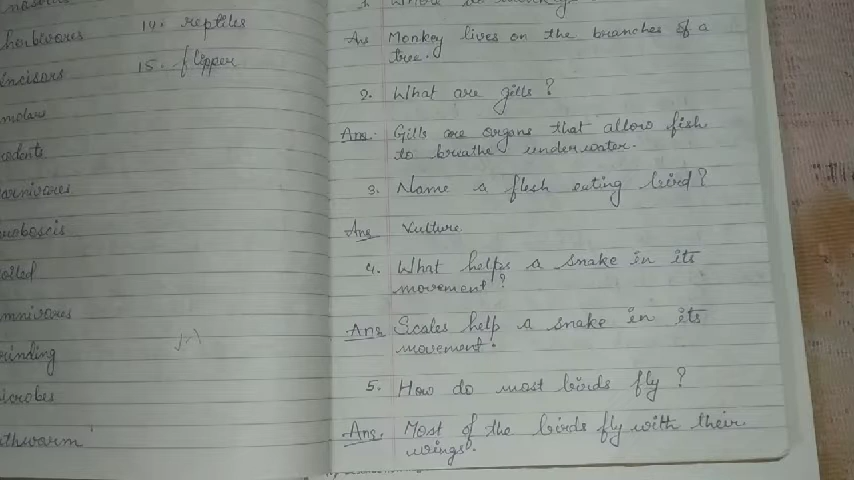 herbivores
incisors
molars
rodents
carnivores
proboscis
omnivores
grinding
14. reptiles
15. flipper
Ans Monkey lives on the branches of a
tree.
2. What are gills?
Ans. Gills are organs that allow fish
to breathe underwater.
3. Name a flesh eating bird?
Ans Vulture.
4. What helps a snake in its
movement?
Ans Scales help a snake in its
movement.
5. How do most birds fly?
Ans. Most of the birds fly with their
wings.